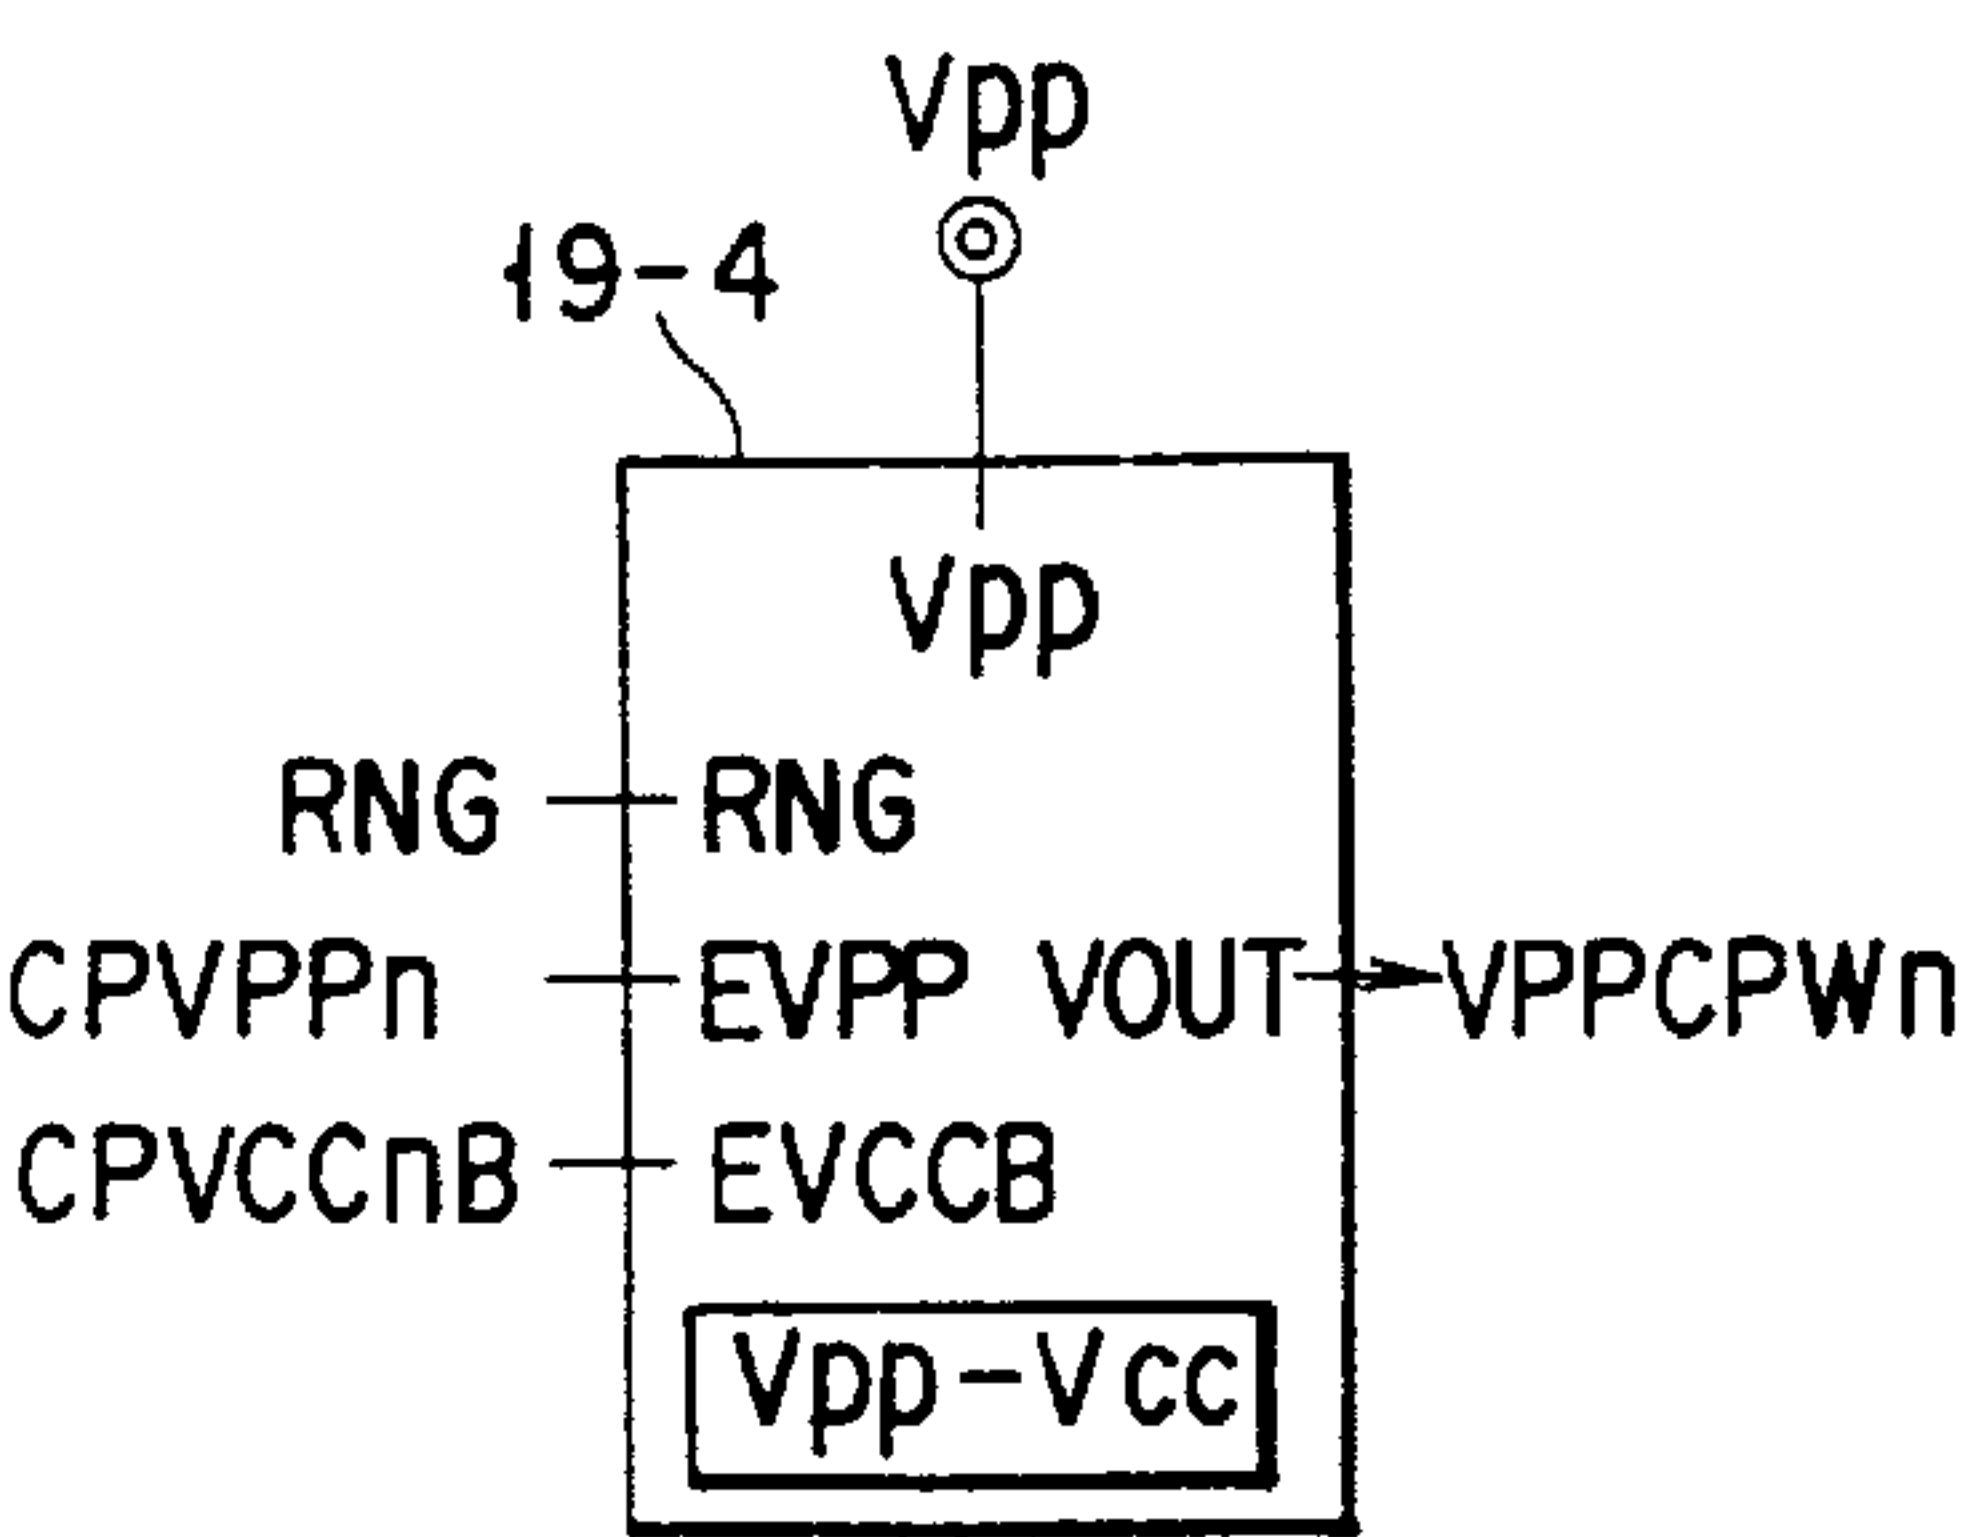 Vpp
19-4
Vpp
RNG RNG
CPVPPn EVPP VOUT VPPCPWn
CPVCCnB EVCCB
Vpp-Vcc